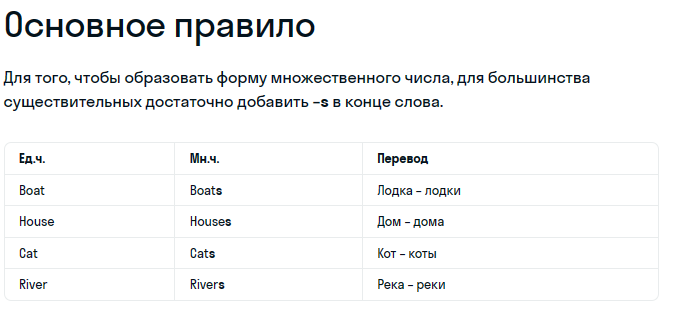 Основное правило
Для того, чтобы образовать форму множественного числа, для большинства
существительных достаточно добавить –s в конце слова.
Ед.ч. Мн.ч. Перевод
Boat Boats Лодка – лодки
House Houses Дом – дома
Cat Cats Кот – коты
River Rivers Река – реки